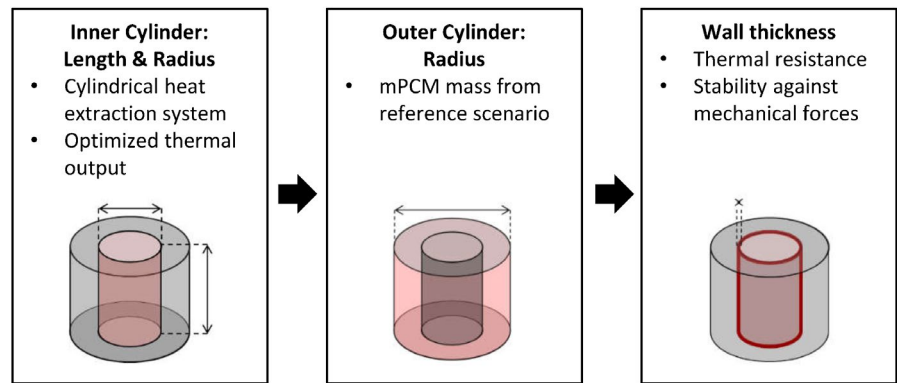 Inner Cylinder:
Length & Radius
• Cylindrical heat
extraction system
• Optimized thermal
output
Outer Cylinder:
Radius
• mPCM mass from
reference scenario
Wall thickness
• Thermal resistance
• Stability against
mechanical forces